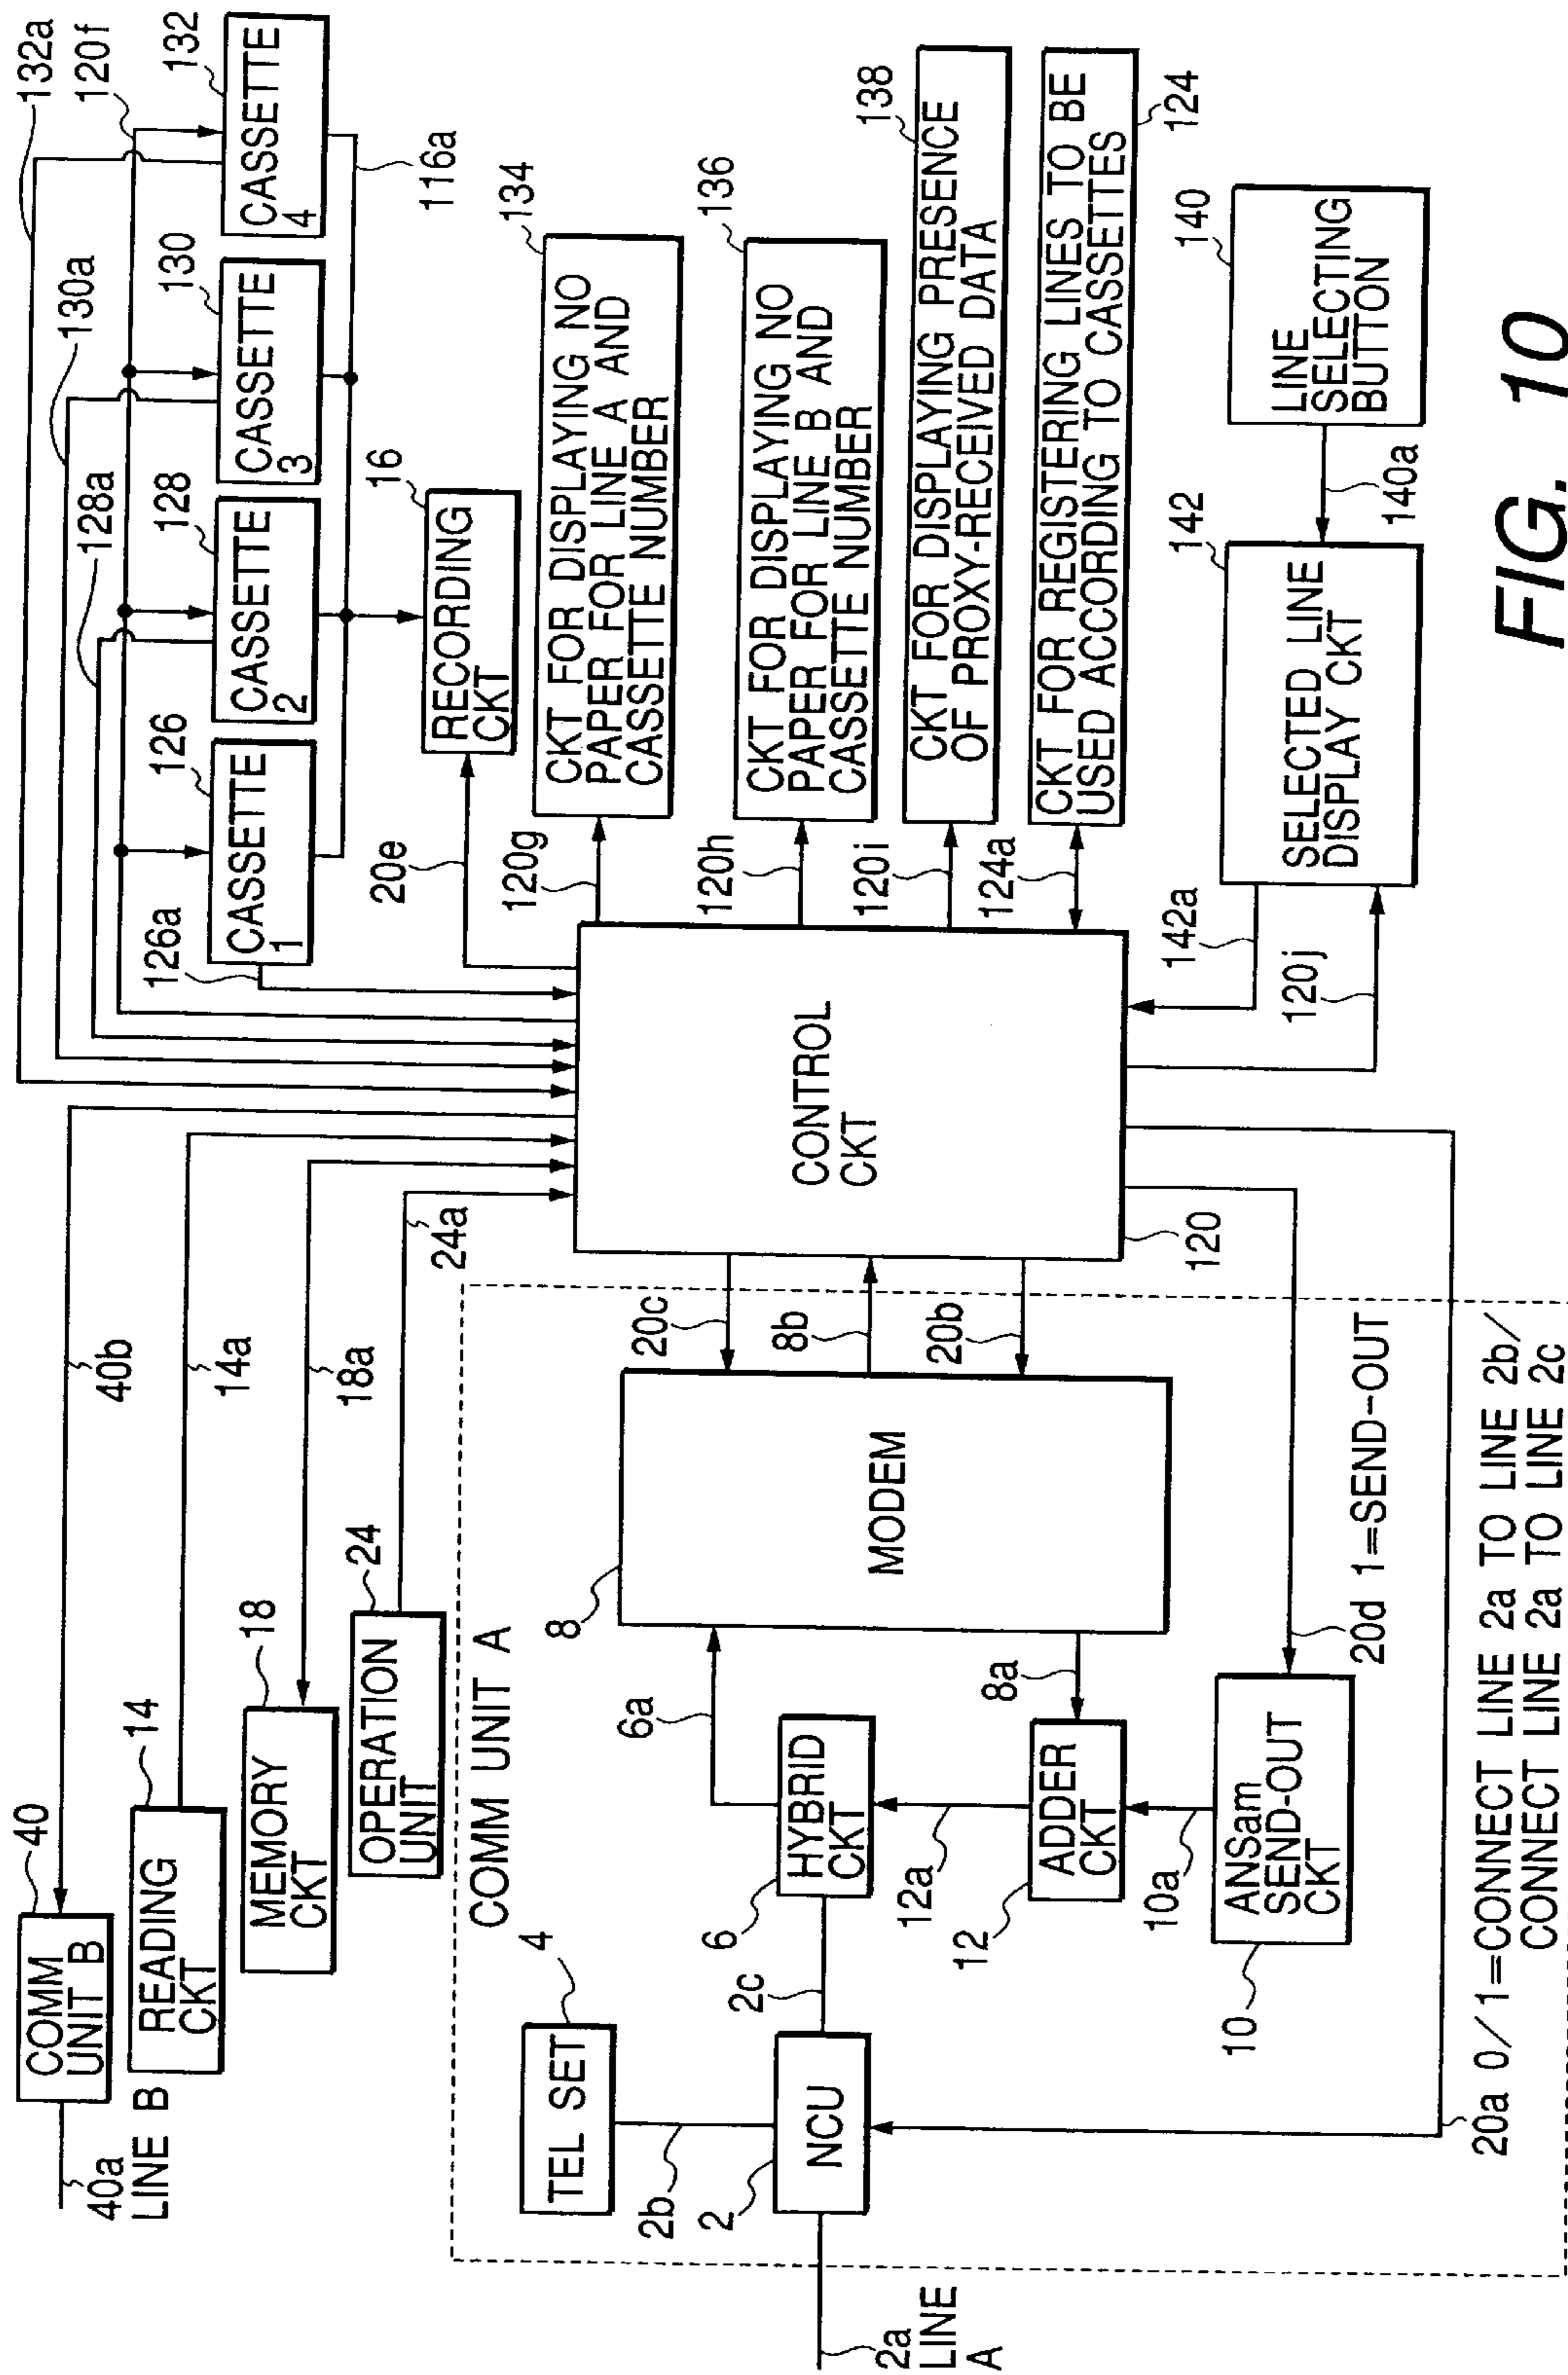 40a
LINE B
40
COMM
UNIT B
40b
14
READING
CKT
14a
18
MEMORY
CKT
18a
24
OPERATION
UNIT
24a
132a
120f
130a
128a
126a
126
CASSETTE
1
128
CASSETTE
2
130
CASSETTE
3
132
CASSETTE
4
116a
16
RECORDING
CKT
20e
134
CKT FOR DISPLAYING NO
PAPER FOR LINE A AND
CASSETTE NUMBER
120g
136
CKT FOR DISPLAYING NO
PAPER FOR LINE B AND
CASSETTE NUMBER
120h
138
CKT FOR DISPLAYING PRESENCE
OF PROXY-RECEIVED DATA
120i
CKT FOR REGISTERING LINES TO BE
USED ACCORDING TO CASSETTES
124
124a
140
LINE
SELECTING
BUTTON
140a
142
SELECTED LINE
DISPLAY CKT
142a
120j
CONTROL
CKT
120
COMM UNIT A
2a
LINE
A
4
TEL SET
2b
2
NCU
2c
6
HYBRID
CKT
6a
12a
12
ADDER
CKT
8a
10a
10
ANSam
SEND-OUT
CKT
8
MODEM
20c
8b
20b
20d 1=SEND-OUT
20a 0/1=CONNECT LINE 2a TO LINE 2b/
CONNECT LINE 2a TO LINE 2c
FIG. 10